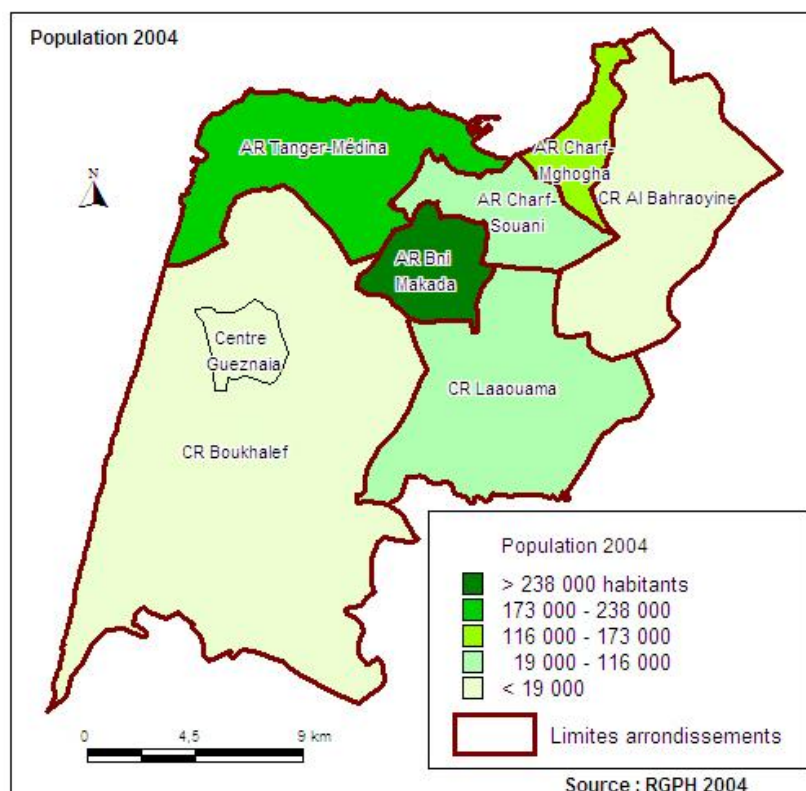 Population 2004
N
AR Tanger-Médina
AR Charf-
Mghogha
CR Al Bahraoyine
AR Charf-
Souani
AR Bni
Makada
Centre
Gueznaia
CR Laaouama
CR Boukhalef
Population 2004
> 238 000 habitants
173 000 - 238 000
116 000 - 173 000
19 000 - 116 000
< 19 000
Limites arrondissements
0 4,5 9 km
Source : RGPH 2004